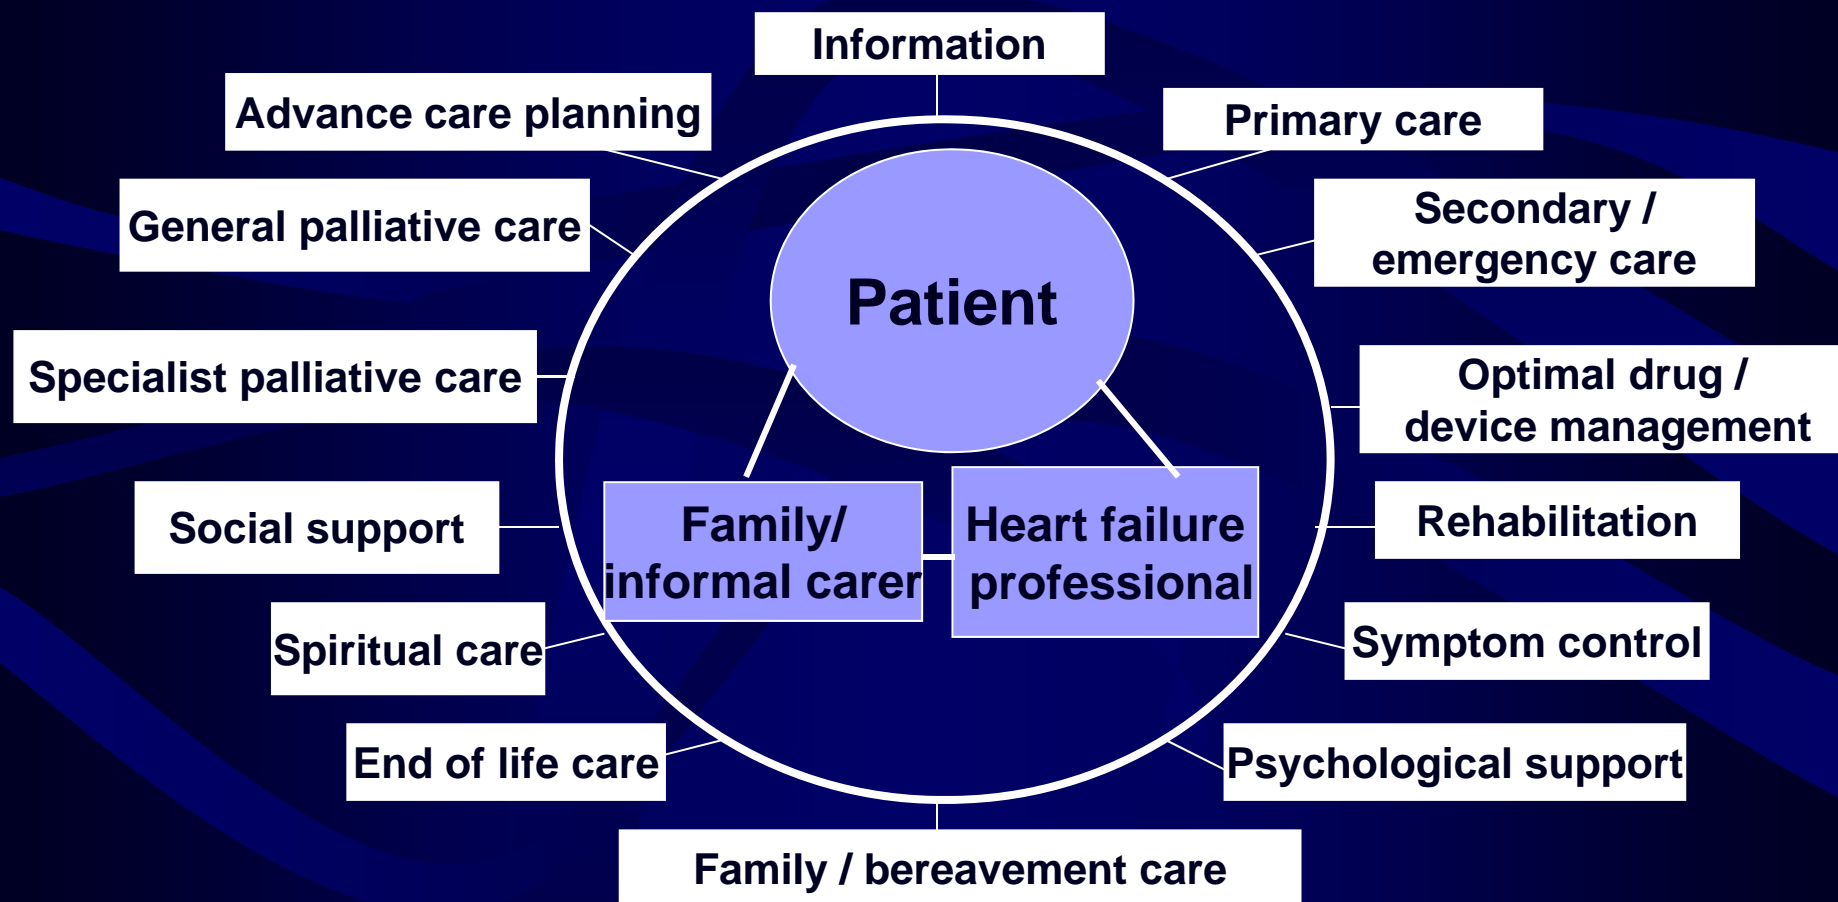 Information
Advance care planning
Primary care
General palliative care
Secondary /
emergency care
Patient
Specialist palliative care
Optimal drug /
device management
Social support
Family/
informal carer
Heart failure
professional
Rehabilitation
Spiritual care
Symptom control
End of life care
Psychological support
Family / bereavement care